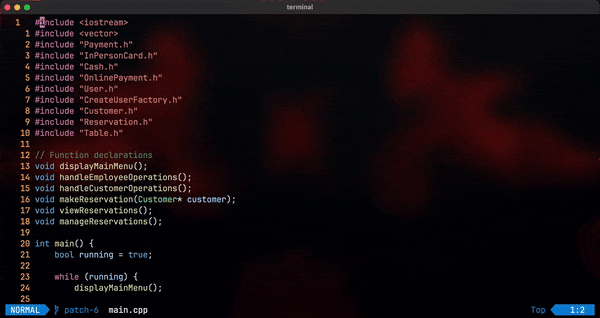 terminal
1 #include <iostream>
1 #include <vector>
2 #include "Payment.h"
3 #include "InPersonCard.h"
4 #include "Cash.h"
5 #include "OnlinePayment.h"
6 #include "User.h"
7 #include "CreateUserFactory.h"
8 #include "Customer.h"
9 #include "Reservation.h"
10 #include "Table.h"
11
12 // Function declarations
13 void displayMainMenu();
14 void handleEmployeeOperations();
15 void handleCustomerOperations();
16 void makeReservation(Customer* customer);
17 void viewReservations();
18 void manageReservations();
19
20 int main() {
21     bool running = true;
22
23     while (running) {
24         displayMainMenu();
25
NORMAL patch-6 main.cpp Top 1:2